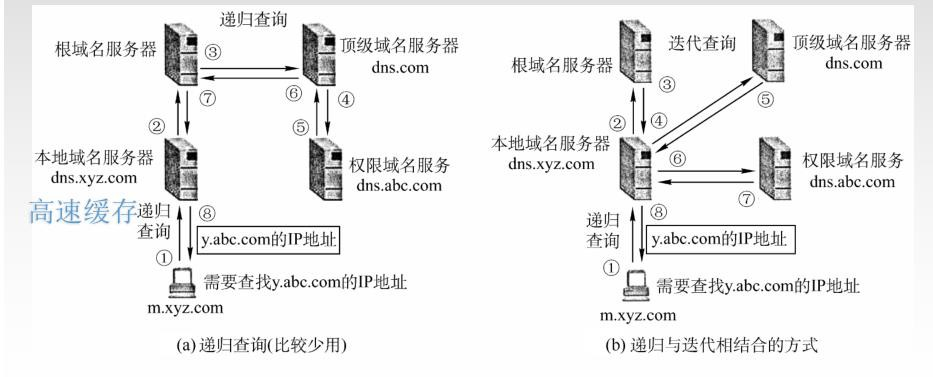 递归查询
根域名服务器
③
顶级域名服务器
dns.com
⑦
⑥
④
②
⑤
本地域名服务器
dns.xyz.com
权限域名服务
dns.abc.com
高速缓存
递归
查询
⑧
y.abc.com的IP地址
①
需要查找y.abc.com的IP地址
m.xyz.com
(a) 递归查询(比较少用)
迭代查询
顶级域名服务器
dns.com
根域名服务器
③
⑤
②
④
本地域名服务器
dns.xyz.com
⑥
权限域名服务
dns.abc.com
⑦
递归
查询
⑧
y.abc.com的IP地址
①
需要查找y.abc.com的IP地址
m.xyz.com
(b) 递归与迭代相结合的方式